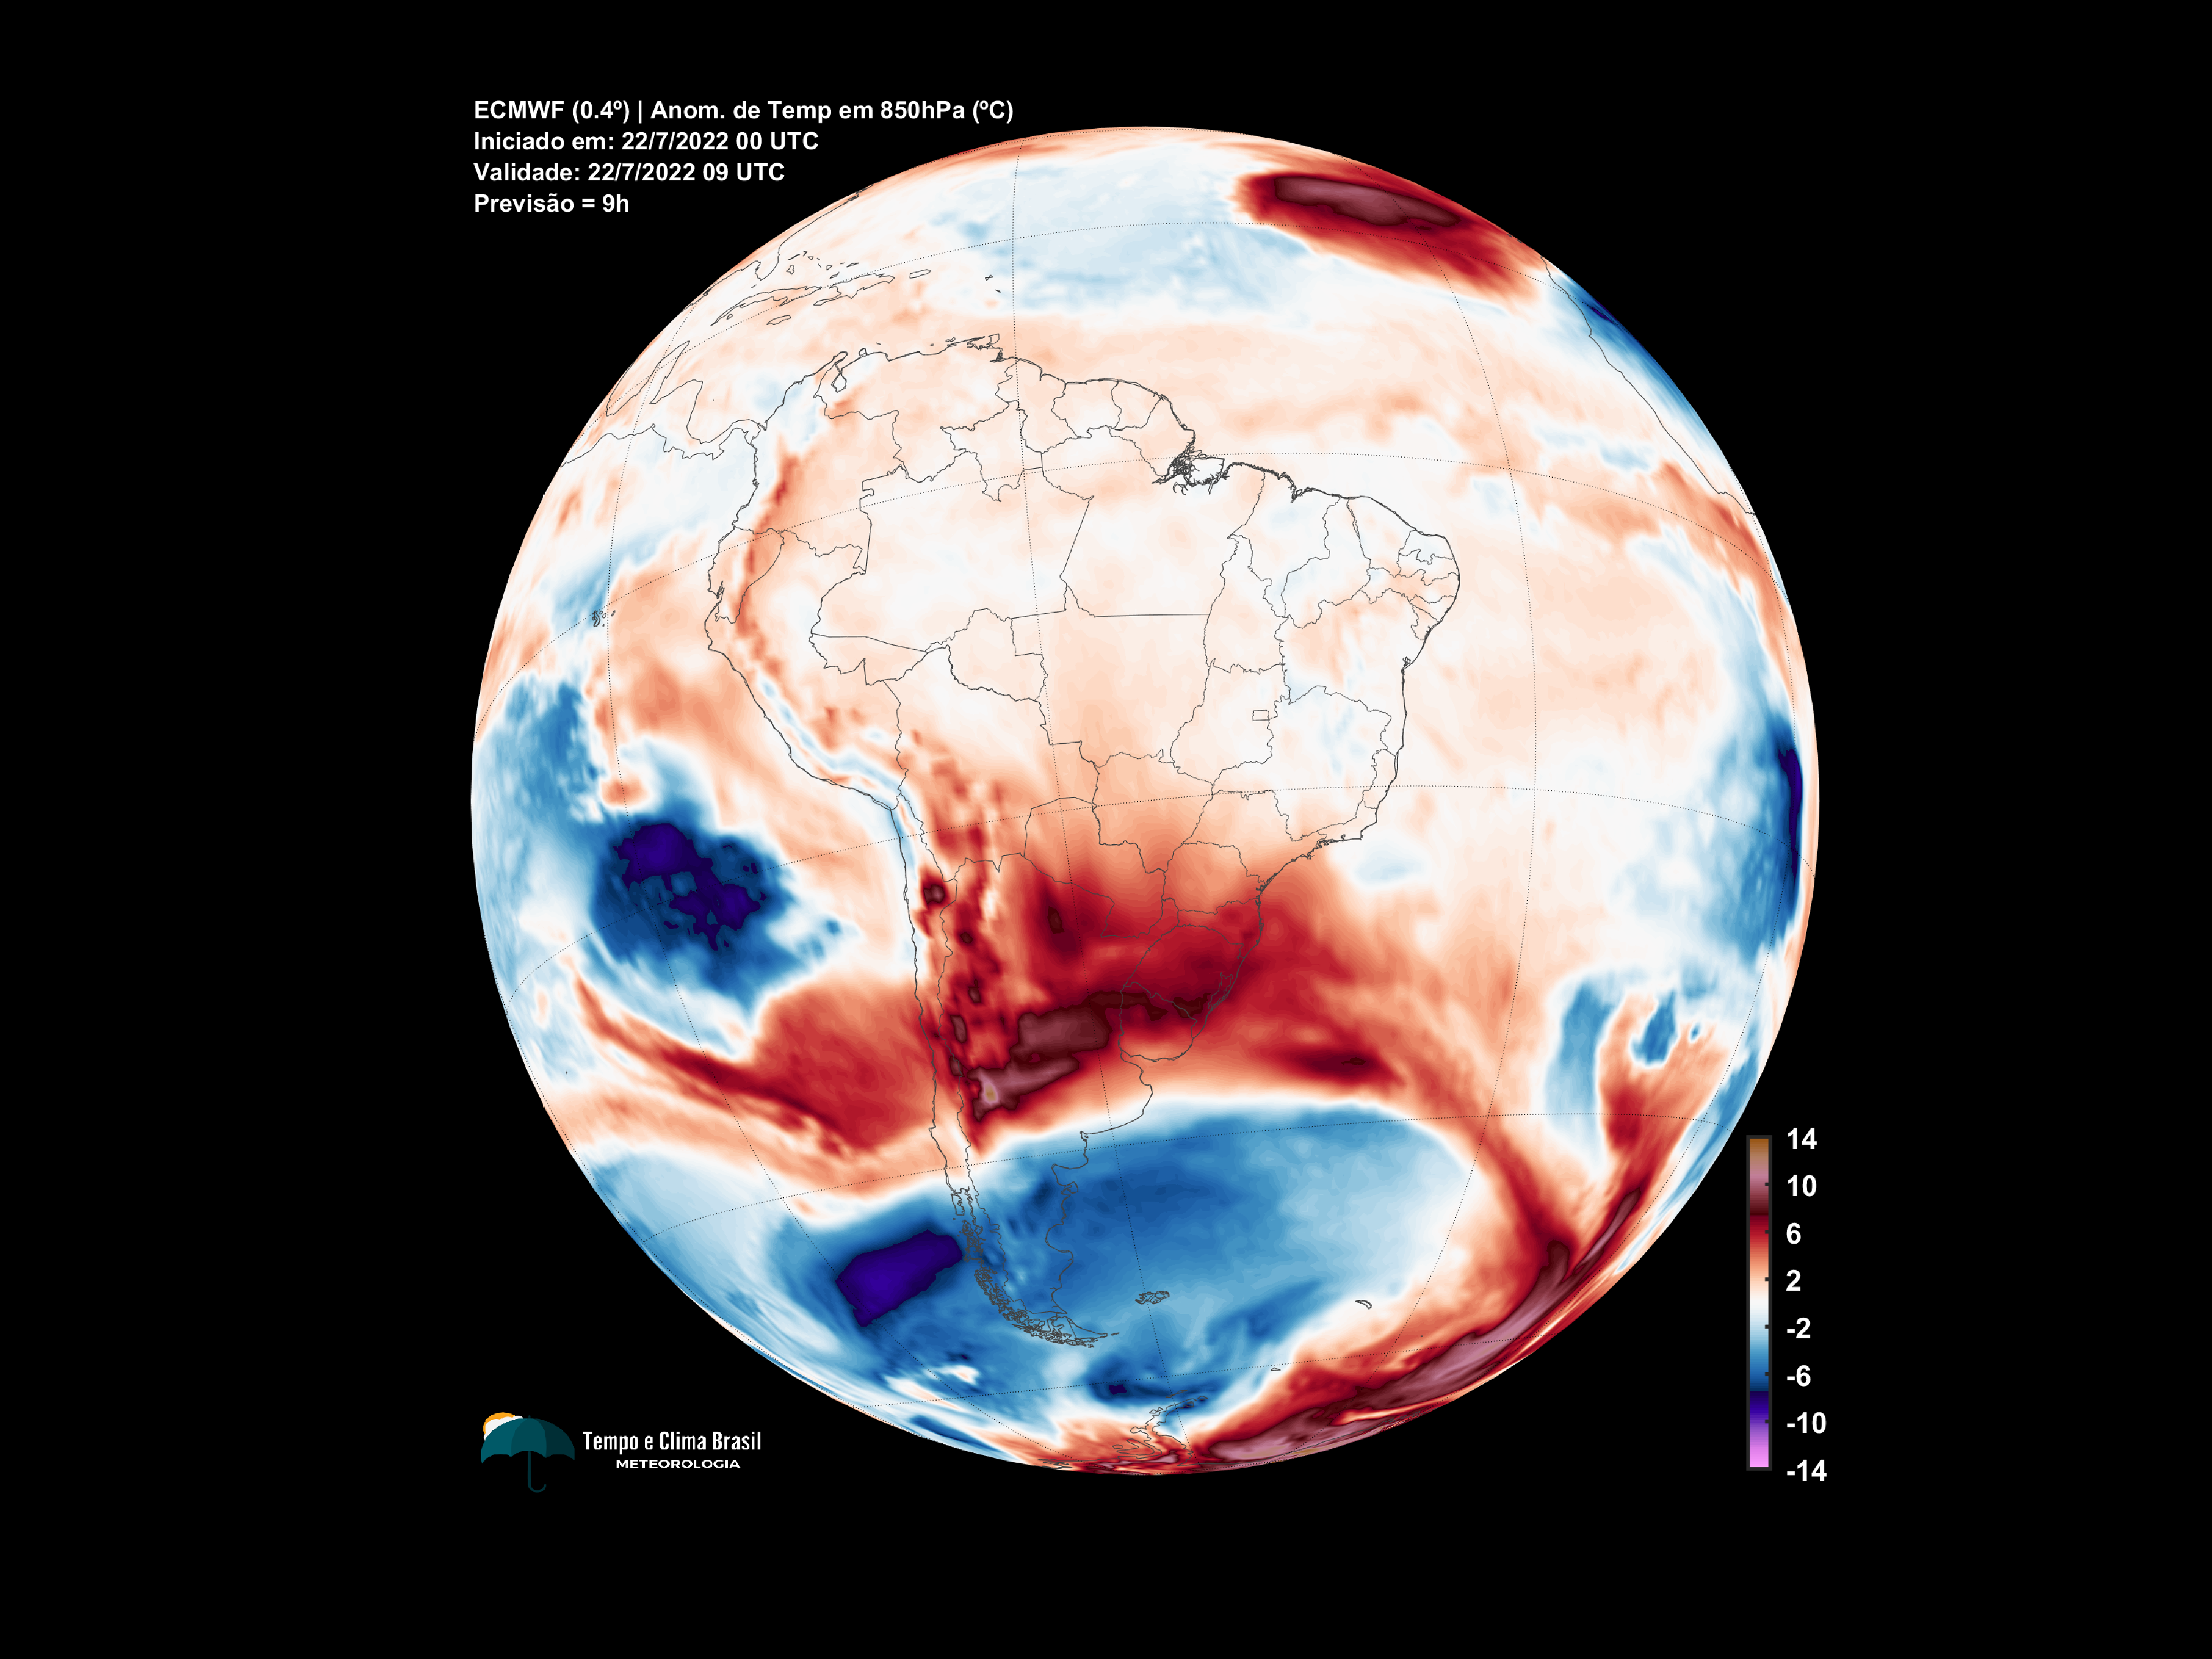 ECMWF (0.4º) | Anom. de Temp em 850hPa (ºC)
Iniciado em: 22/7/2022 00 UTC
Validade: 22/7/2022 09 UTC
Previsão = 9h
14
10
6
2
-2
-6
-10
-14
Tempo e Clima Brasil
METEOROLOGIA